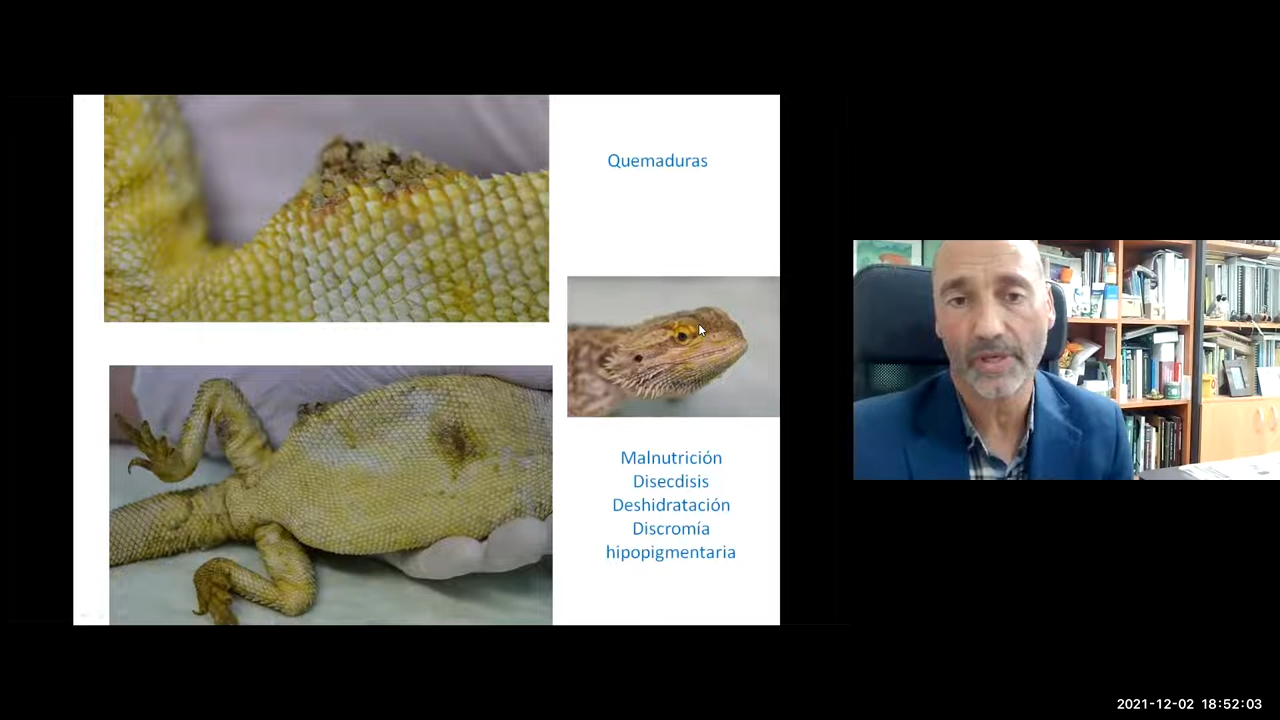 Quemaduras
Malnutrición
Disecdisis
Deshidratación
Discromía
hipopigmentaria
2021-12-02 18:52:03